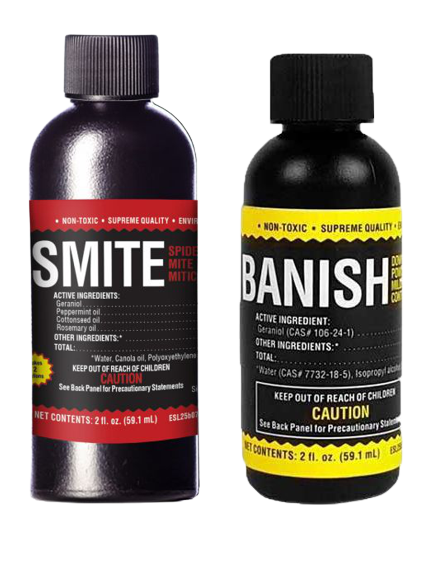 • NON-TOXIC • SUPREME QUALITY • ENVI
SMITE
SPIDE
MITE
MITIC
ACTIVE INGREDIENTS:
Geraniol
Peppermint oil
Cottonseed oil
Rosemary oil
OTHER INGREDIENTS:*
TOTAL:
*Water, Canola oil, Polyoxyethylene
KEEP OUT OF REACH OF CHILDREN
CAUTION
See Back Panel for Precautionary Statements
NET CONTENTS: 2 fl. oz. (59.1 mL)
• NON-TOXIC • SUPREME QUALITY •
BANISH
ACTIVE INGREDIENT:
Geraniol (CAS# 106-24-1)
OTHER INGREDIENTS:*
TOTAL:
*Water (CAS# 7732-18-5), Isopropyl alcohol
KEEP OUT OF REACH OF CHILDREN
CAUTION
See Back Panel for Precautionary Statemen
NET CONTENTS: 2 fl. oz. (59.1 mL)